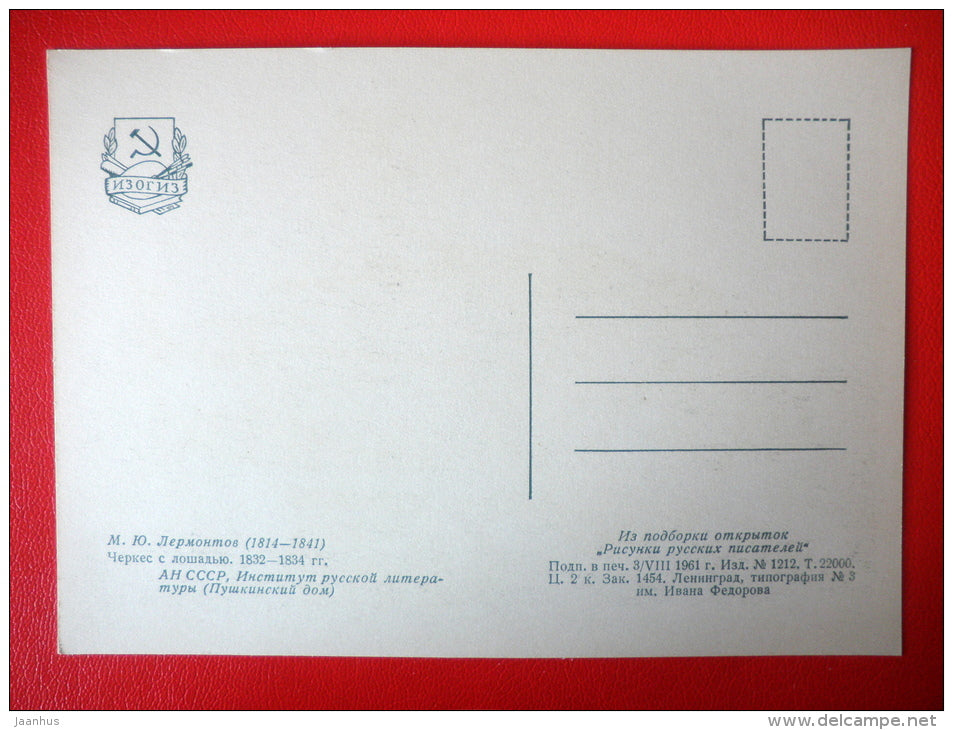 ИЗОГИЗ
М. Ю. Лермонтов (1814—1841)
Черкес с лошадью. 1832—1834 гг.
АН СССР, Институт русской литера-
туры (Пушкинский дом)
Из подборки открыток
„Рисунки русских писателей“
Подп. в печ. 3/VIII 1961 г. Изд. № 1212, Т. 22000.
Ц. 2 к. Зак. 1454. Ленинград, типография № 3
им. Ивана Федорова
Jaanhus
www.delcampe.net